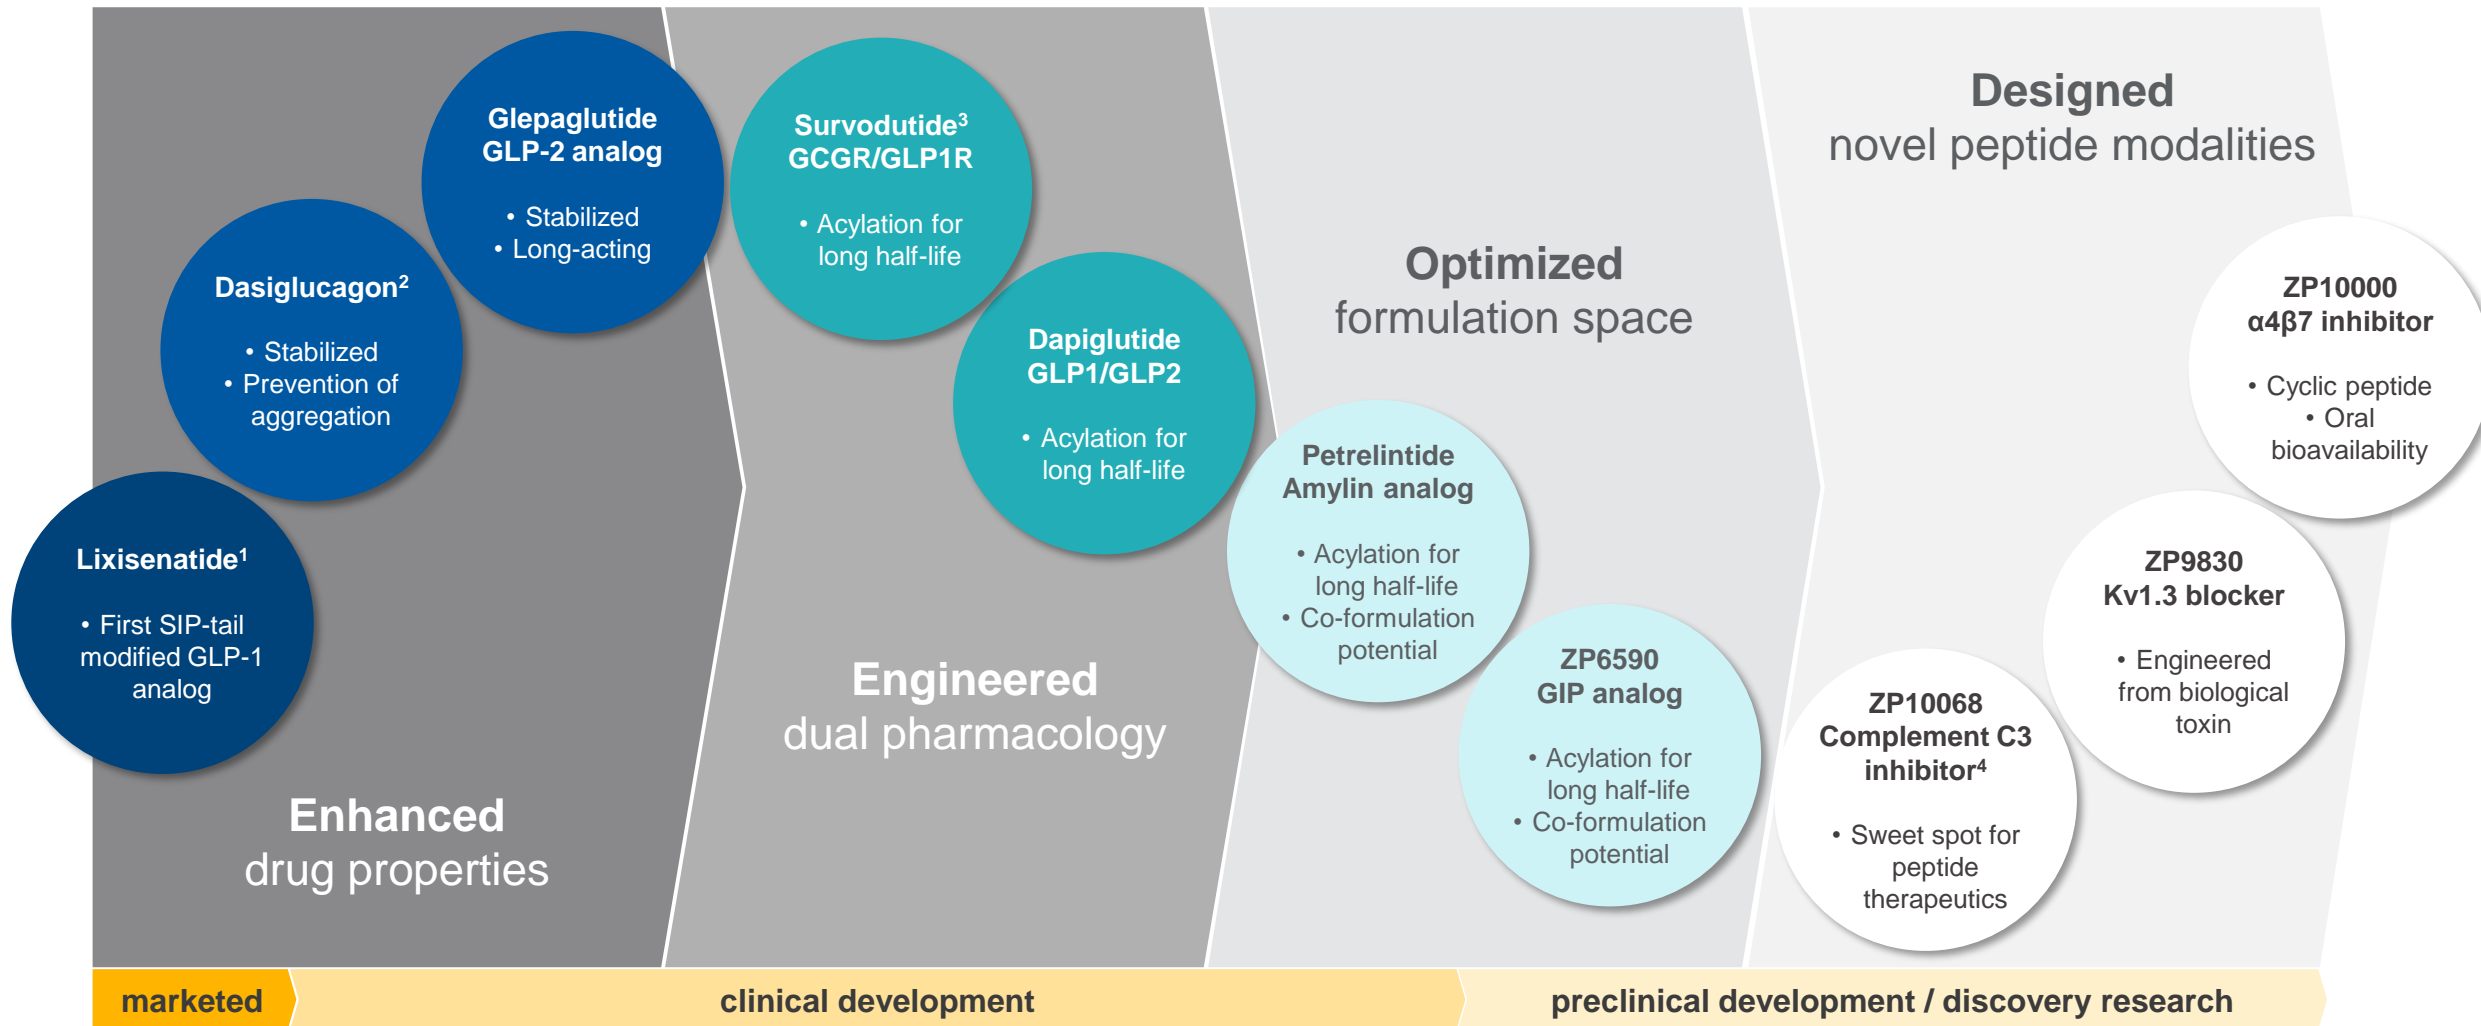 Lixisenatide¹
• First SIP-tail
modified GLP-1
analog
Dasiglucagon²
• Stabilized
• Prevention of
aggregation
Glepaglutide
GLP-2 analog
• Stabilized
• Long-acting
Enhanced
drug properties
Survodutide³
GCGR/GLP1R
• Acylation for
long half-life
Dapiglutide
GLP1/GLP2
• Acylation for
long half-life
Engineered
dual pharmacology
Optimized
formulation space
Petrelintide
Amylin analog
• Acylation for
long half-life
• Co-formulation
potential
ZP6590
GIP analog
• Acylation for
long half-life
• Co-formulation
potential
Designed
novel peptide modalities
ZP10068
Complement C3
inhibitor⁴
• Sweet spot for
peptide
therapeutics
ZP9830
Kv1.3 blocker
• Engineered
from biological
toxin
ZP10000
α4β7 inhibitor
• Cyclic peptide
• Oral
bioavailability
marketed
clinical development
preclinical development / discovery research